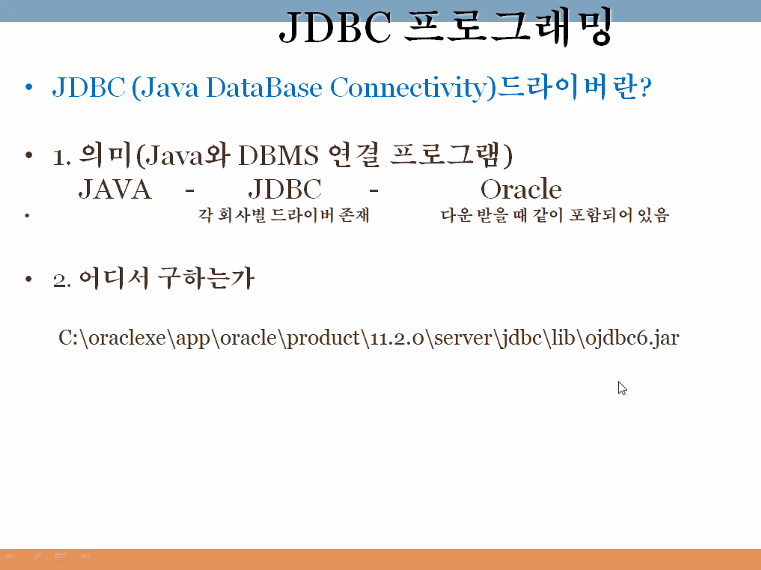 JDBC 프로그래밍
• JDBC (Java DataBase Connectivity)드라이버란?
• 1. 의미(Java와 DBMS 연결 프로그램)
JAVA - JDBC - Oracle
• 각 회사별 드라이버 존재 다운 받을 때 같이 포함되어 있음
• 2. 어디서 구하는가
C:\oraclexe\app\oracle\product\11.2.0\server\jdbc\lib\ojdbc6.jar